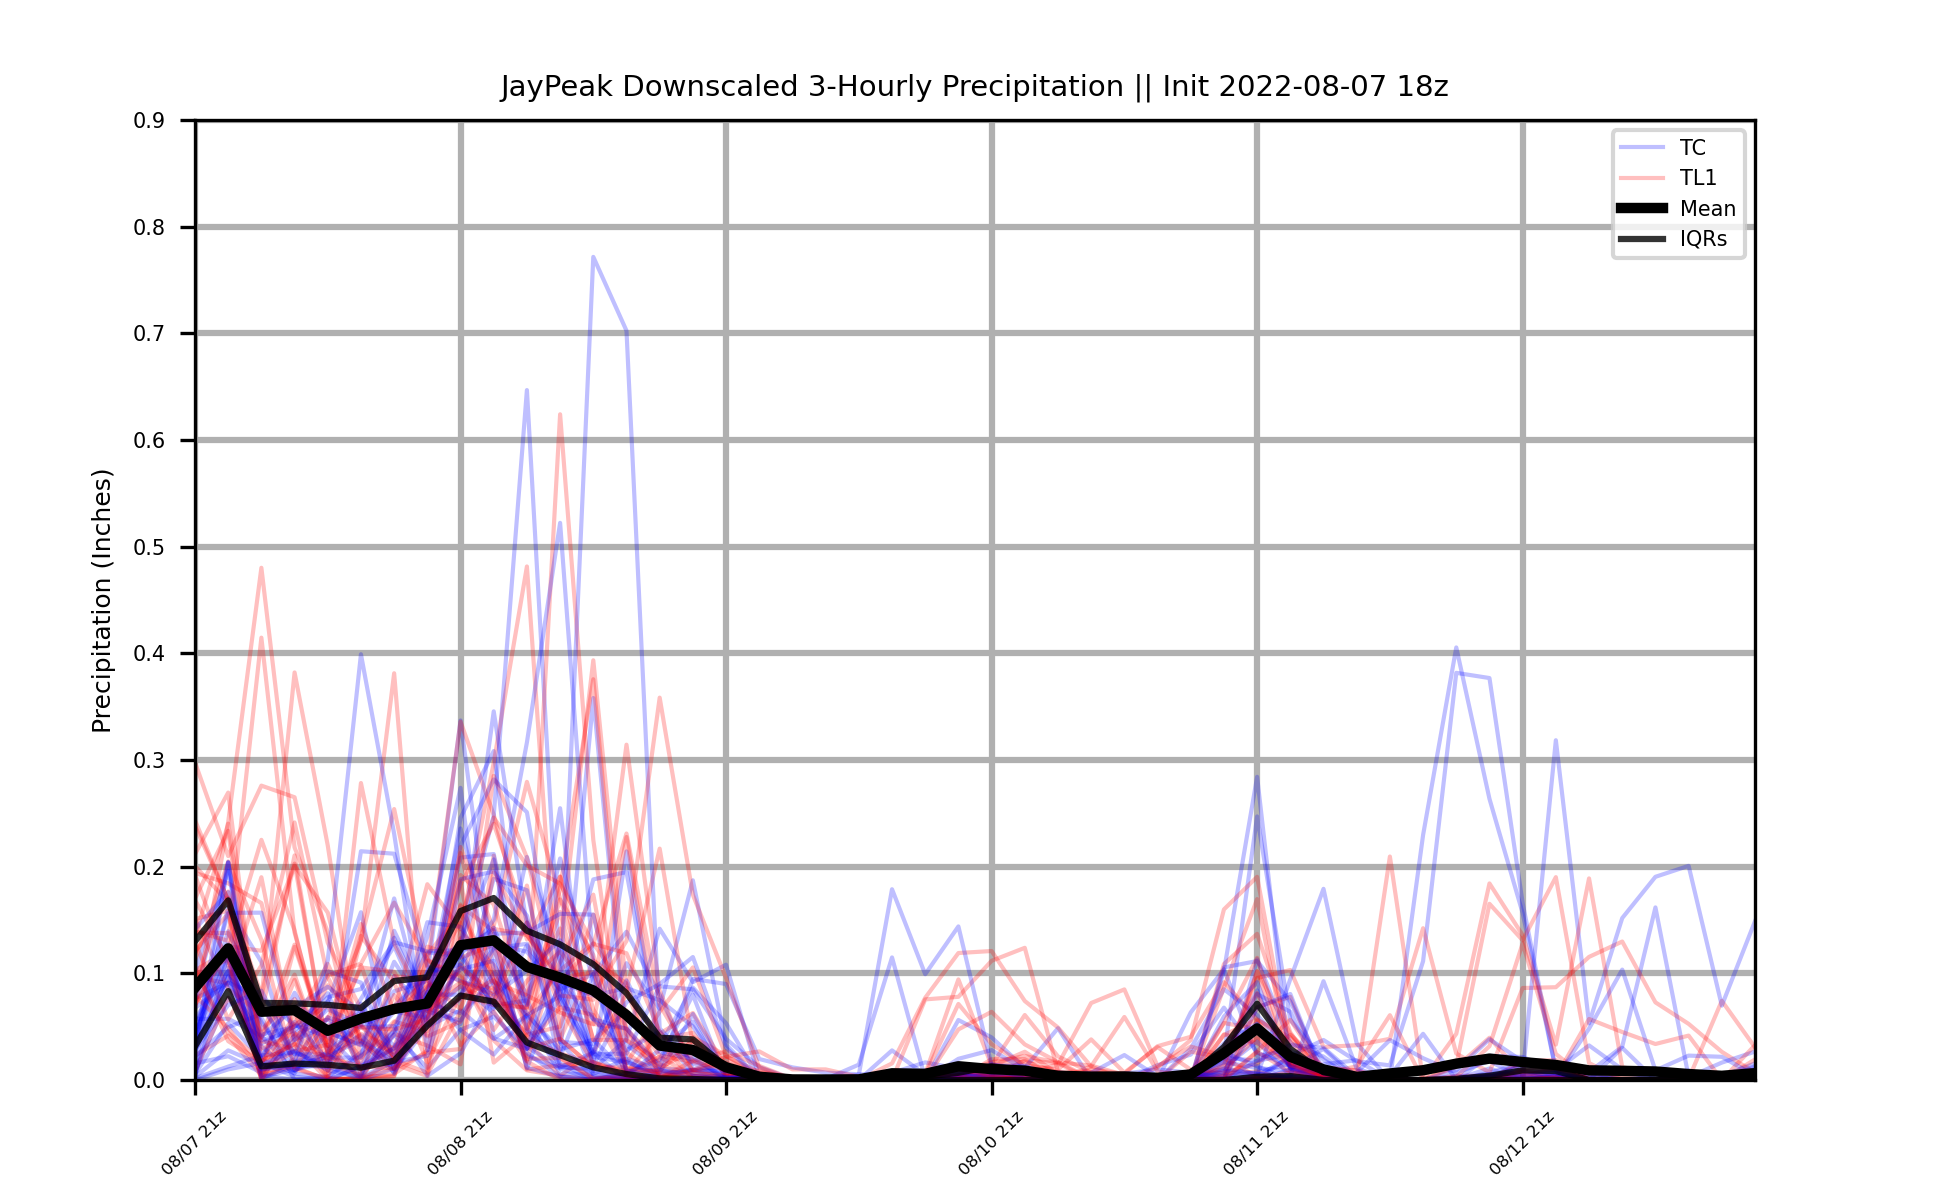 JayPeak Downscaled 3-Hourly Precipitation || Init 2022-08-07 18z
Precipitation (Inches)
0.9
0.8
0.7
0.6
0.5
0.4
0.3
0.2
0.1
0.0
TC
TL1
Mean
IQRs
08/07 21z
08/08 21z
08/09 21z
08/10 21z
08/11 21z
08/12 21z